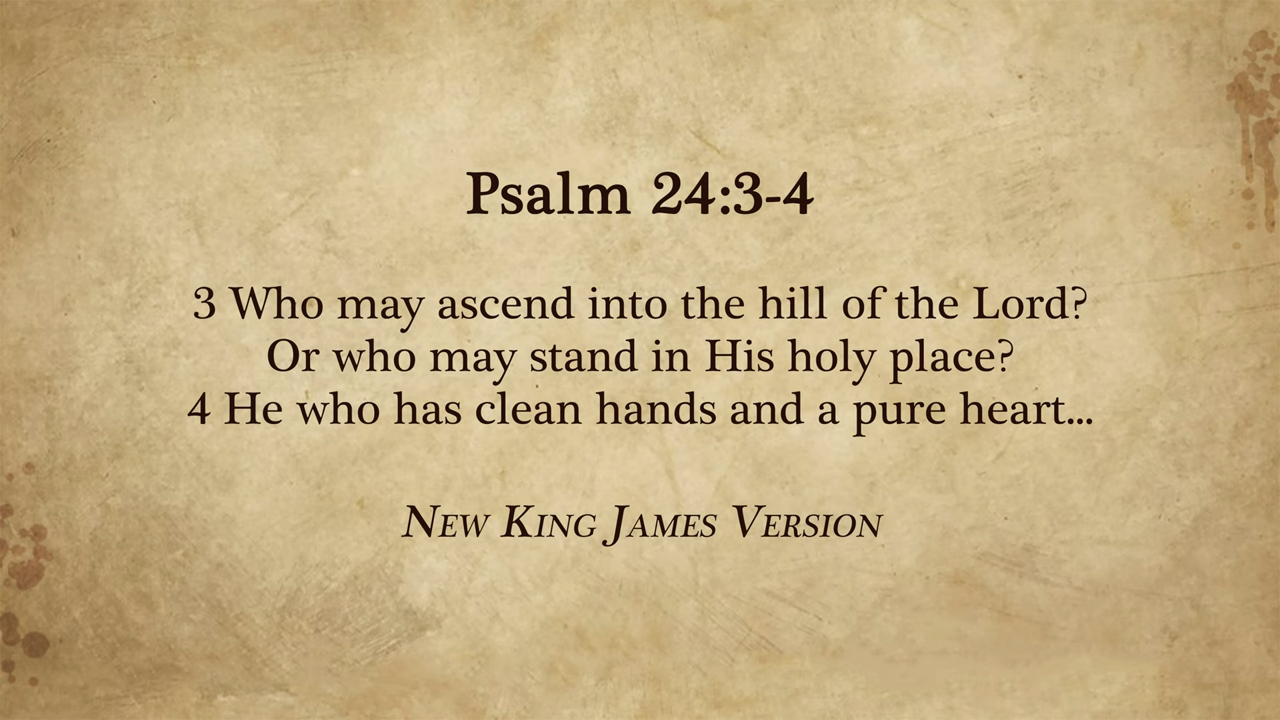 Psalm 24:3-4
3 Who may ascend into the hill of the Lord?
Or who may stand in His holy place?
4 He who has clean hands and a pure heart...
New King James Version